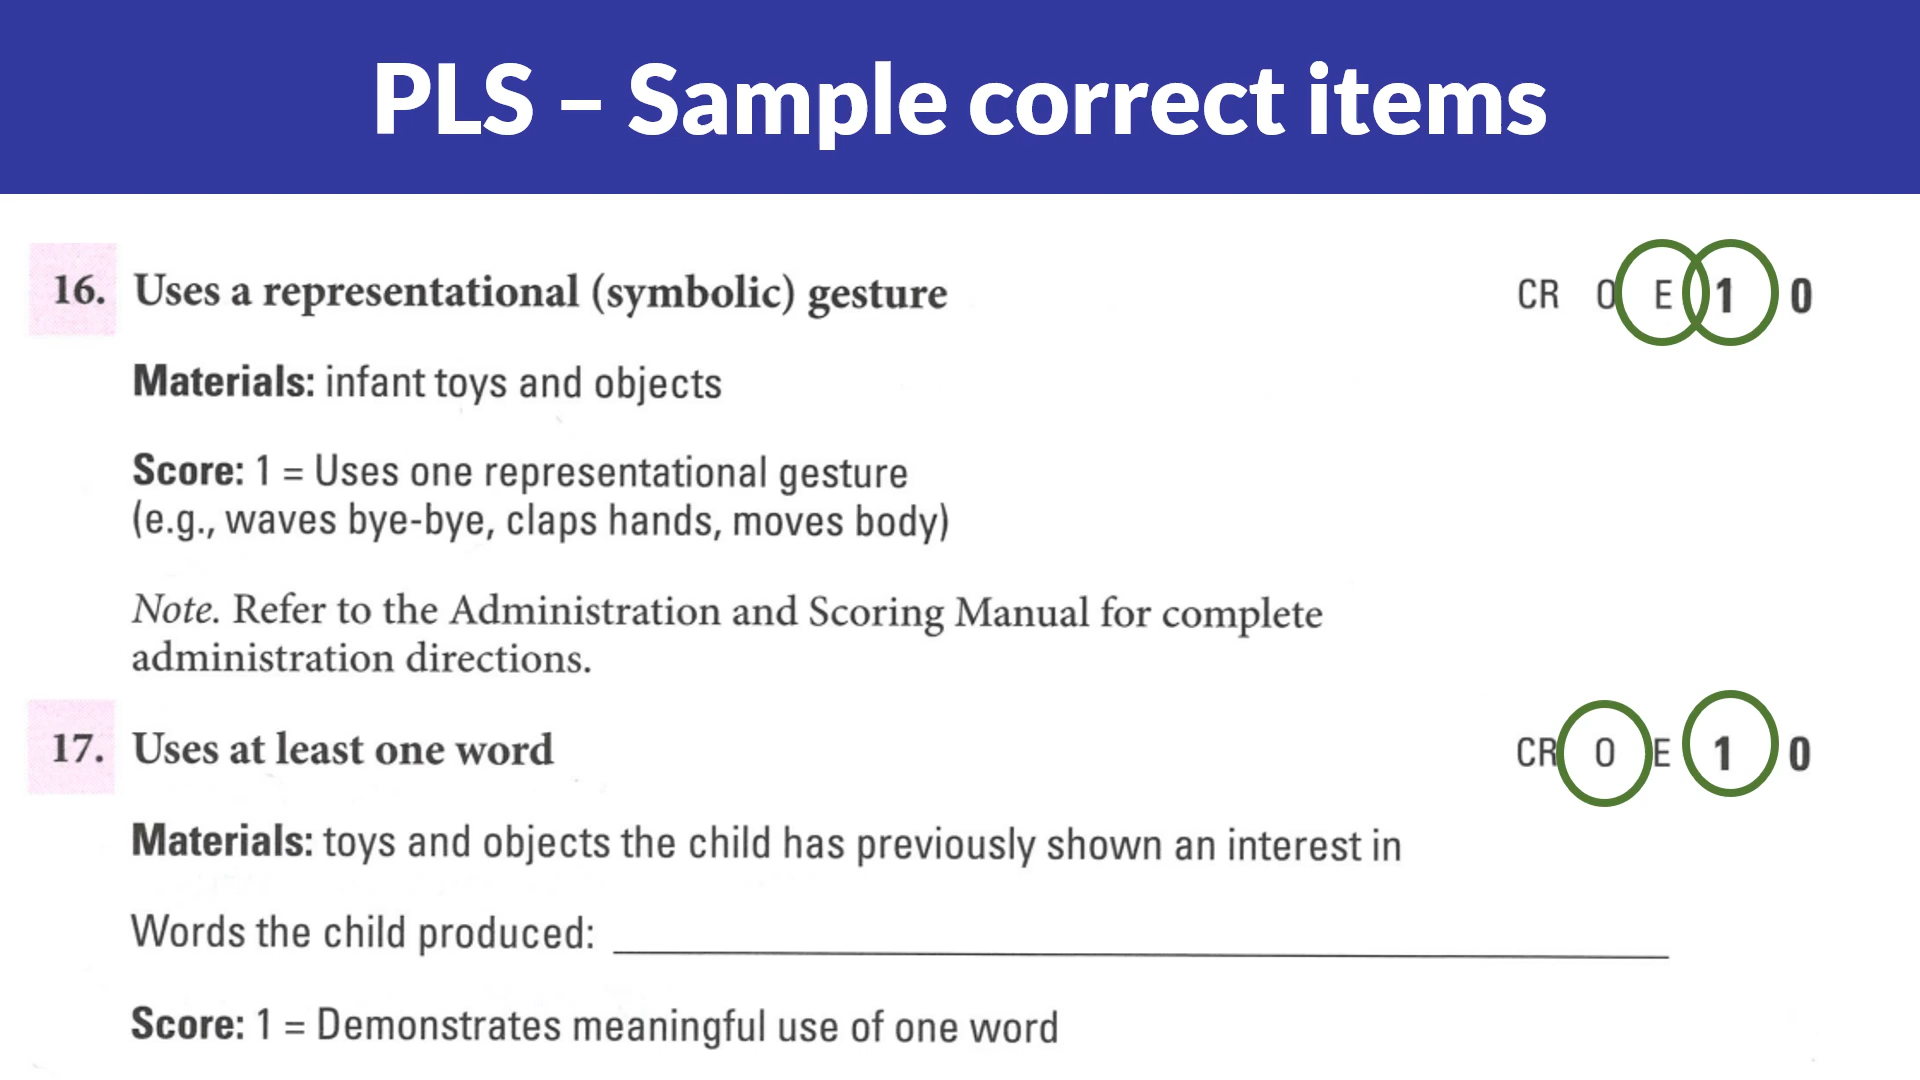 PLS – Sample correct items
16. Uses a representational (symbolic) gesture CR O E 1 0
Materials: infant toys and objects
Score: 1 = Uses one representational gesture
(e.g., waves bye-bye, claps hands, moves body)
Note. Refer to the Administration and Scoring Manual for complete
administration directions.
17. Uses at least one word CR O E 1 0
Materials: toys and objects the child has previously shown an interest in
Words the child produced:
Score: 1 = Demonstrates meaningful use of one word